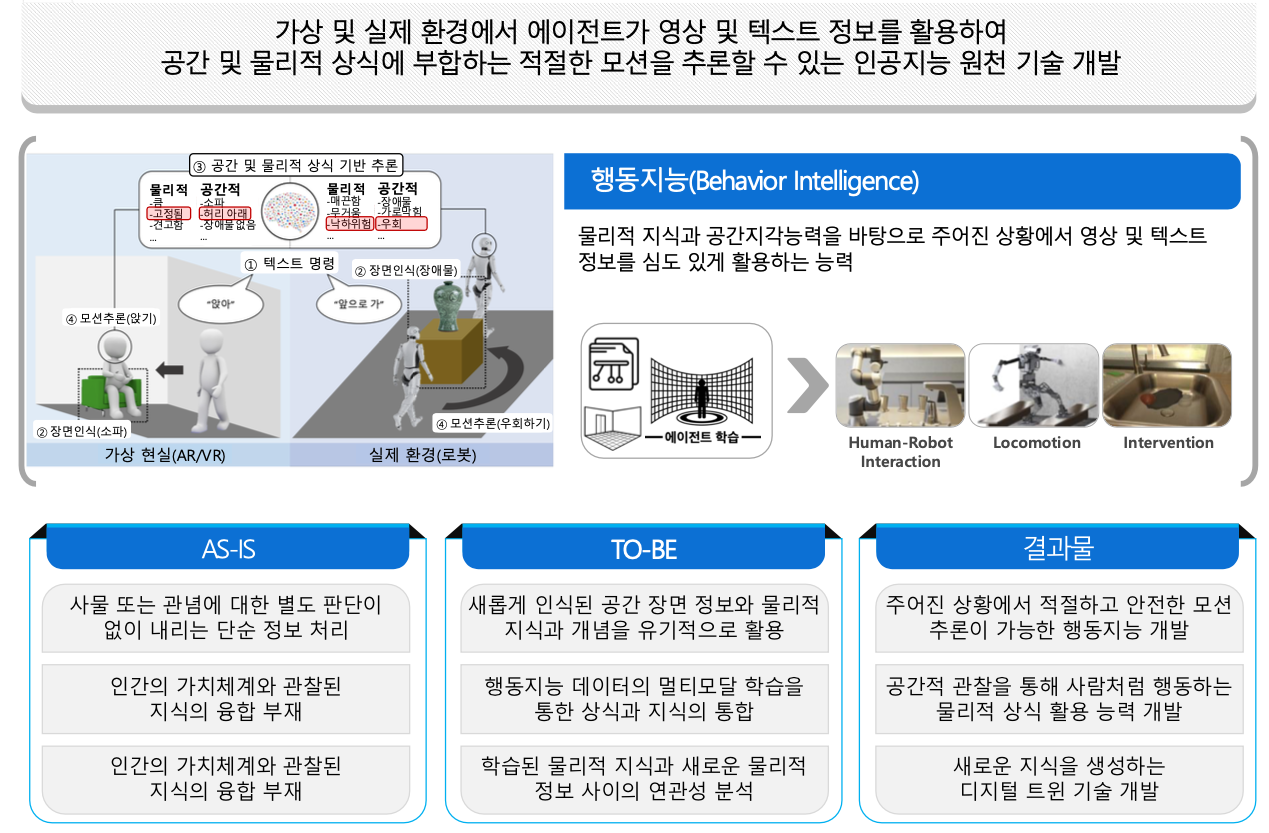 가상 및 실제 환경에서 에이전트가 영상 및 텍스트 정보를 활용하여
공간 및 물리적 상식에 부합하는 적절한 모션을 추론할 수 있는 인공지능 원천 기술 개발
③ 공간 및 물리적 상식 기반 추론
물리적
-큼
-고정됨
-견고함
...
공간적
-소파
-허리 아래
-장애물없음
...
물리적
-매끈함
-무거움
-낙하위험
...
공간적
-장애물
-가로막힘
-우회
...
① 텍스트 명령
② 장면인식(장애물)
"앉아"
"앞으로 가"
④ 모션추론(앉기)
② 장면인식(소파)
④ 모션추론(우회하기)
가상 현실(AR/VR)
실제 환경(로봇)
행동지능(Behavior Intelligence)
물리적 지식과 공간지각능력을 바탕으로 주어진 상황에서 영상 및 텍스트
정보를 심도 있게 활용하는 능력
에이전트 학습
Human-Robot
Interaction
Locomotion
Intervention
AS-IS
사물 또는 관념에 대한 별도 판단이
없이 내리는 단순 정보 처리
인간의 가치체계와 관찰된
지식의 융합 부재
인간의 가치체계와 관찰된
지식의 융합 부재
TO-BE
새롭게 인식된 공간 장면 정보와 물리적
지식과 개념을 유기적으로 활용
행동지능 데이터의 멀티모달 학습을
통한 상식과 지식의 통합
학습된 물리적 지식과 새로운 물리적
정보 사이의 연관성 분석
결과물
주어진 상황에서 적절하고 안전한 모션
추론이 가능한 행동지능 개발
공간적 관찰을 통해 사람처럼 행동하는
물리적 상식 활용 능력 개발
새로운 지식을 생성하는
디지털 트윈 기술 개발